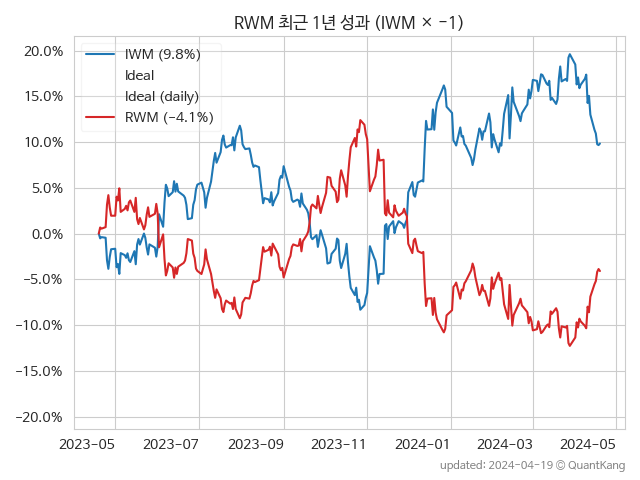 RWM 최근 1년 성과 (IWM × −1)
20.0%
15.0%
10.0%
5.0%
0.0%
−5.0%
−10.0%
−15.0%
−20.0%
IWM (9.8%)
Ideal
Ideal (daily)
RWM (−4.1%)
2023-05 2023-07 2023-09 2023-11 2024-01 2024-03 2024-05
updated: 2024-04-19 © QuantKang